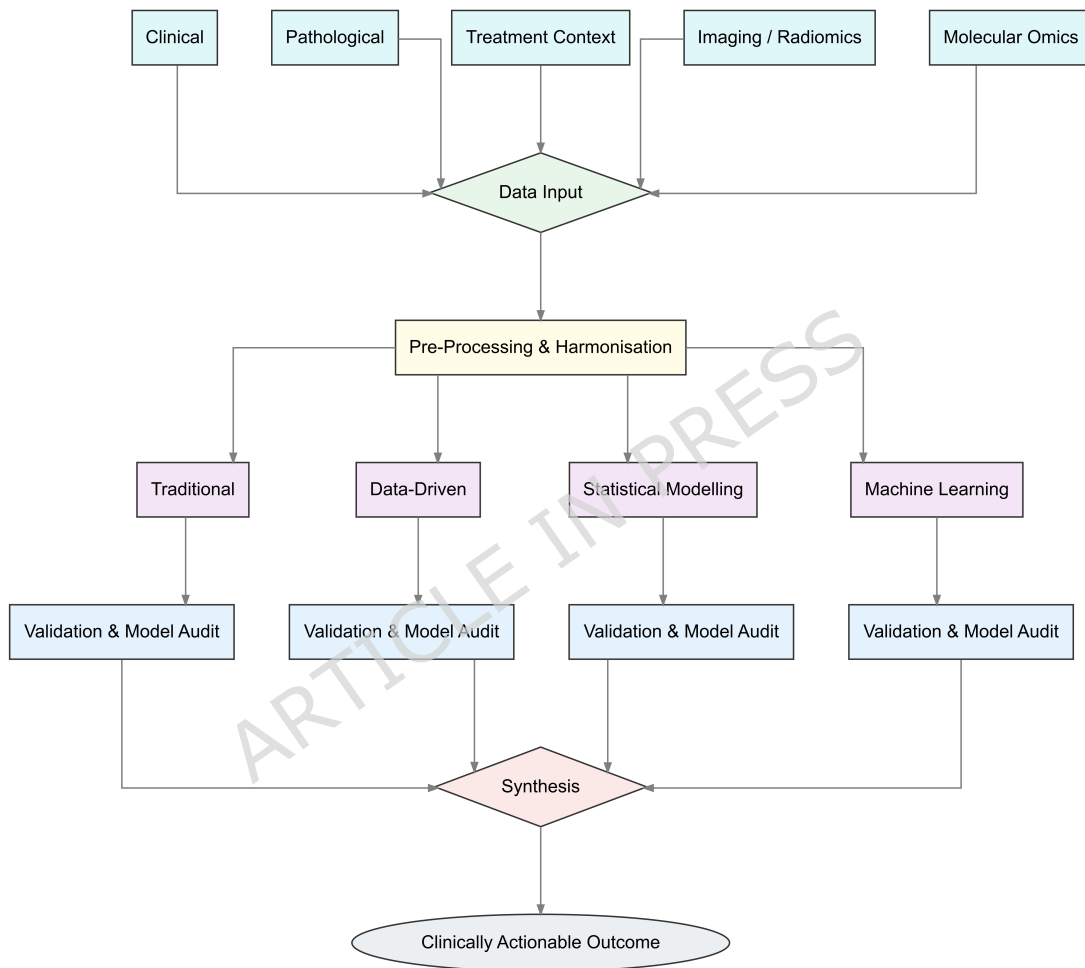 Clinical
Pathological
Treatment Context
Imaging / Radiomics
Molecular Omics
Data Input
Pre-Processing & Harmonisation
Traditional
Data-Driven
Statistical Modelling
Machine Learning
Validation & Model Audit
Validation & Model Audit
Validation & Model Audit
Validation & Model Audit
ARTICLE IN PRESS
Synthesis
Clinically Actionable Outcome